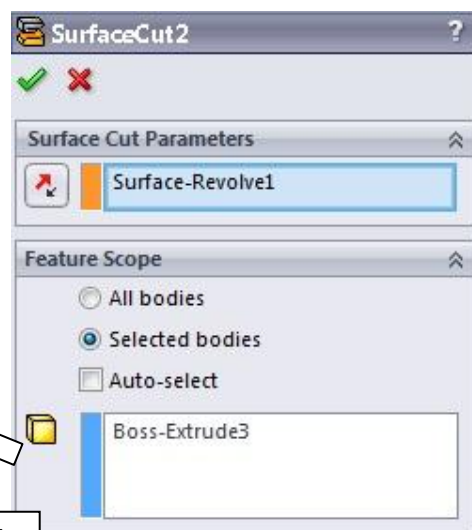 SurfaceCut2 ?
Surface Cut Parameters
Surface-Revolve1
Feature Scope
All bodies
Selected bodies
Auto-select
Boss-Extrude3